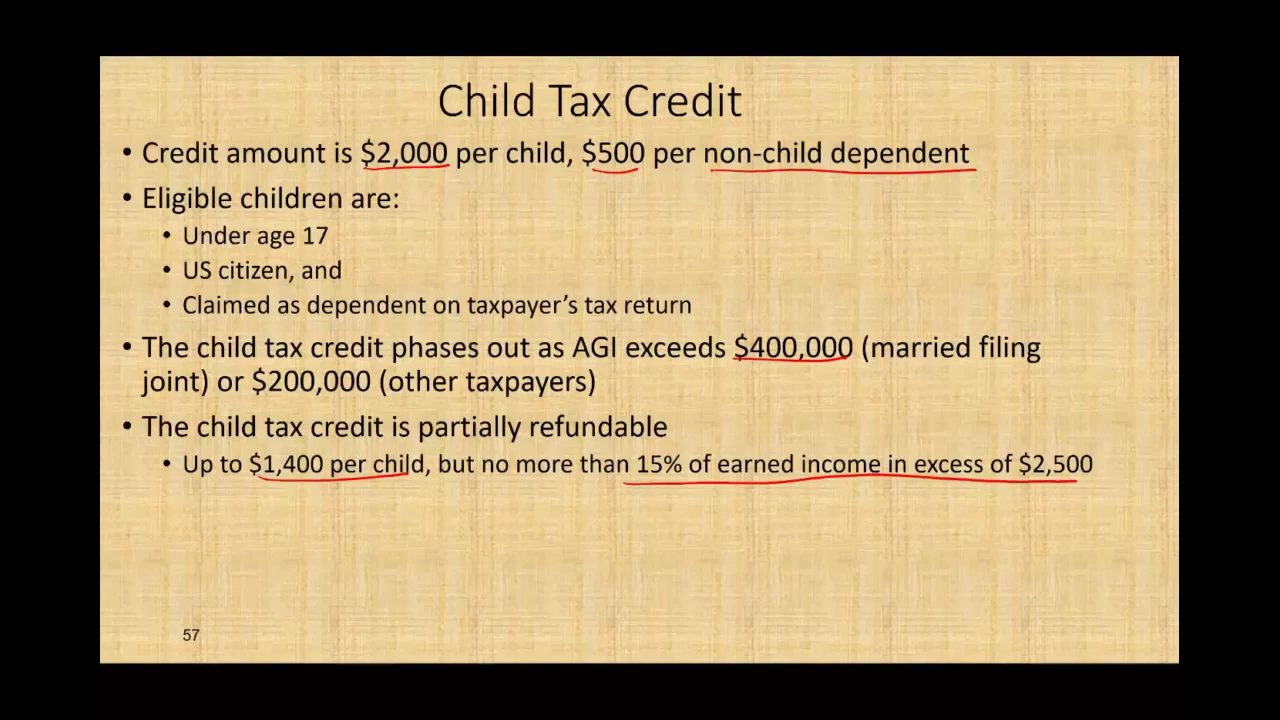 Child Tax Credit
• Credit amount is $2,000 per child, $500 per non-child dependent
• Eligible children are:
• Under age 17
• US citizen, and
• Claimed as dependent on taxpayer’s tax return
• The child tax credit phases out as AGI exceeds $400,000 (married filing
joint) or $200,000 (other taxpayers)
• The child tax credit is partially refundable
• Up to $1,400 per child, but no more than 15% of earned income in excess of $2,500
57